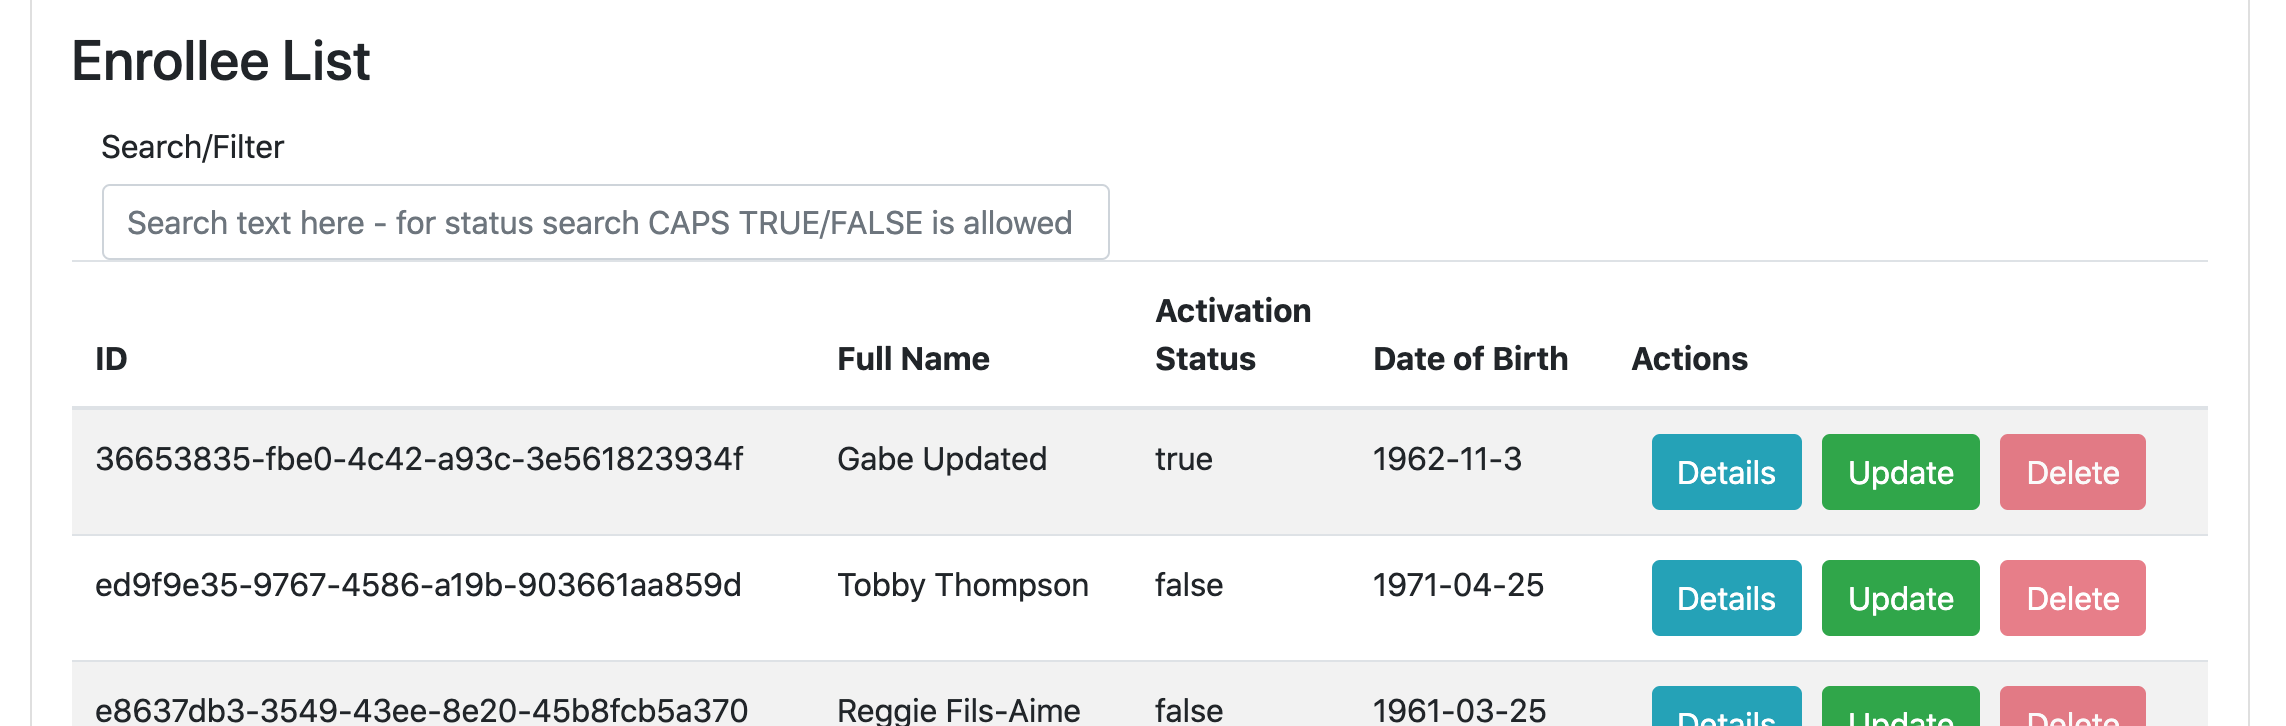 Enrollee List
Search/Filter
Search text here - for status search CAPS TRUE/FALSE is allowed
ID Full Name Activation Status Date of Birth Actions
36653835-fbe0-4c42-a93c-3e561823934f Gabe Updated true 1962-11-3 Details Update Delete
ed9f9e35-9767-4586-a19b-903661aa859d Tobby Thompson false 1971-04-25 Details Update Delete
e8637db3-3549-43ee-8e20-45b8fcb5a370 Reggie Fils-Aime false 1961-03-25 Details Update Delete